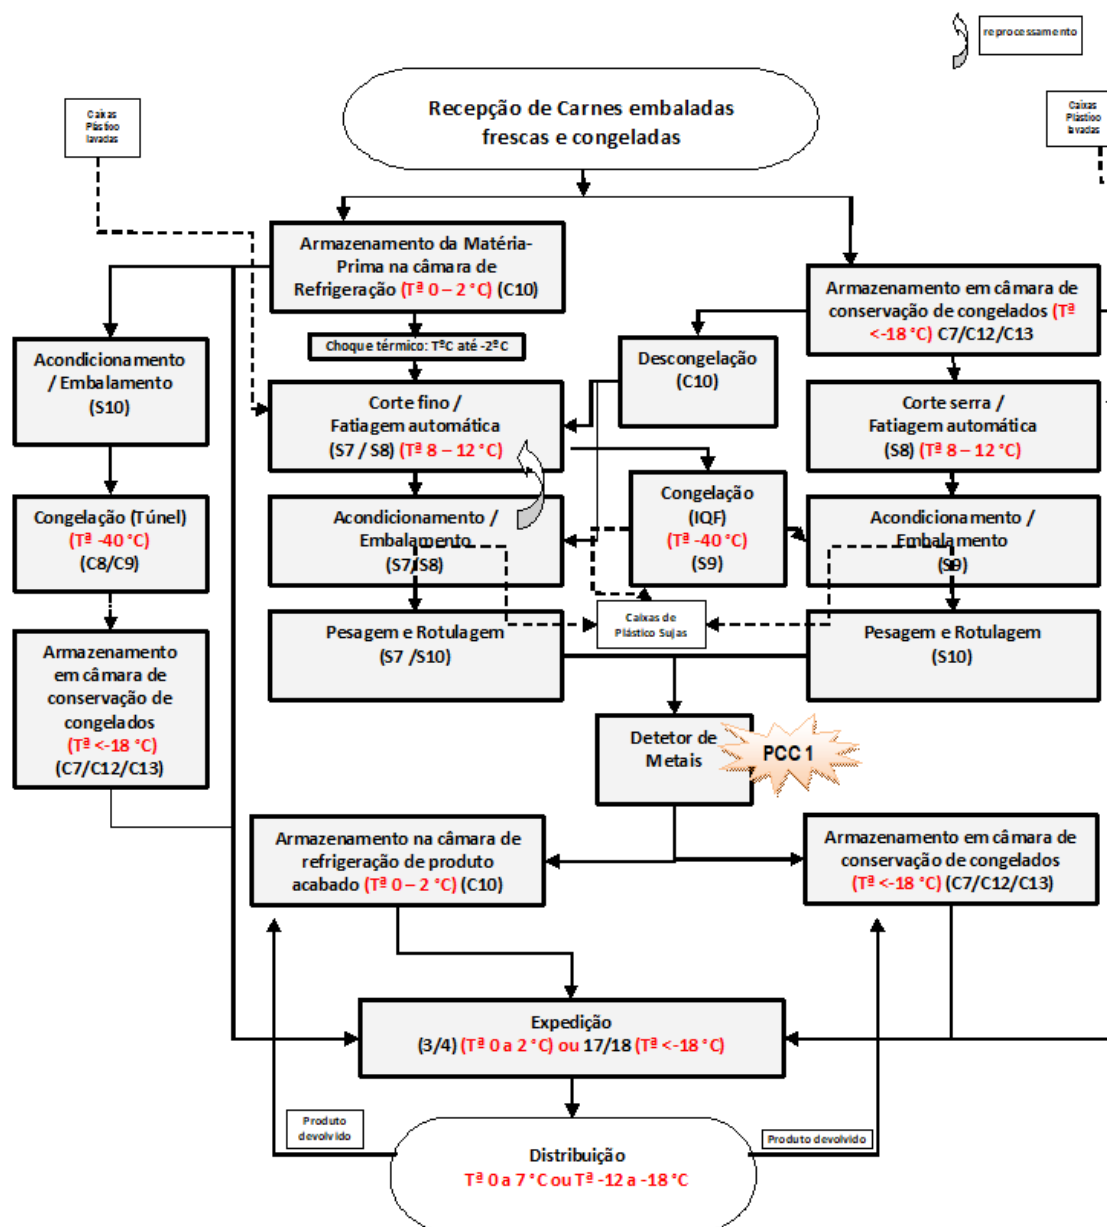 reprocessamento
Caixas
Plástico
lavadas
Recepção de Carnes embaladas
frescas e congeladas
Caixas
Plástico
lavadas
Armazenamento da Matéria-
Prima na câmara de
Refrigeração (Tª 0 – 2 °C) (C10)
Armazenamento em câmara de
conservação de congelados (Tª
<-18 °C) C7/C12/C13
Choque térmico: TªC até -2ºC
Acondicionamento
/ Embalamento
(S10)
Descongelação
(C10)
Corte fino /
Fatiagem automática
(S7 / S8) (Tª 8 – 12 °C)
Corte serra /
Fatiagem automática
(S8) (Tª 8 – 12 °C)
Congelação (Túnel)
(Tª -40 °C)
(C8/C9)
Acondicionamento /
Embalamento
(S7/S8)
Congelação
(IQF)
(Tª -40 °C)
(S9)
Acondicionamento /
Embalamento
(S9)
Caixas de
Plástico Sujas
Armazenamento
em câmara de
conservação de
congelados
(Tª <-18 °C)
(C7/C12/C13)
Pesagem e Rotulagem
(S7 /S10)
Pesagem e Rotulagem
(S10)
Detetor de
Metais
PCC 1
Armazenamento na câmara de
refrigeração de produto
acabado (Tª 0 – 2 °C) (C10)
Armazenamento em câmara de
conservação de congelados
(Tª <-18 °C) (C7/C12/C13)
Expedição
(3/4) (Tª 0 a 2 °C) ou 17/18 (Tª <-18 °C)
Produto
devolvido
Produto devolvido
Distribuição
Tª 0 a 7 °C ou Tª -12 a -18 °C